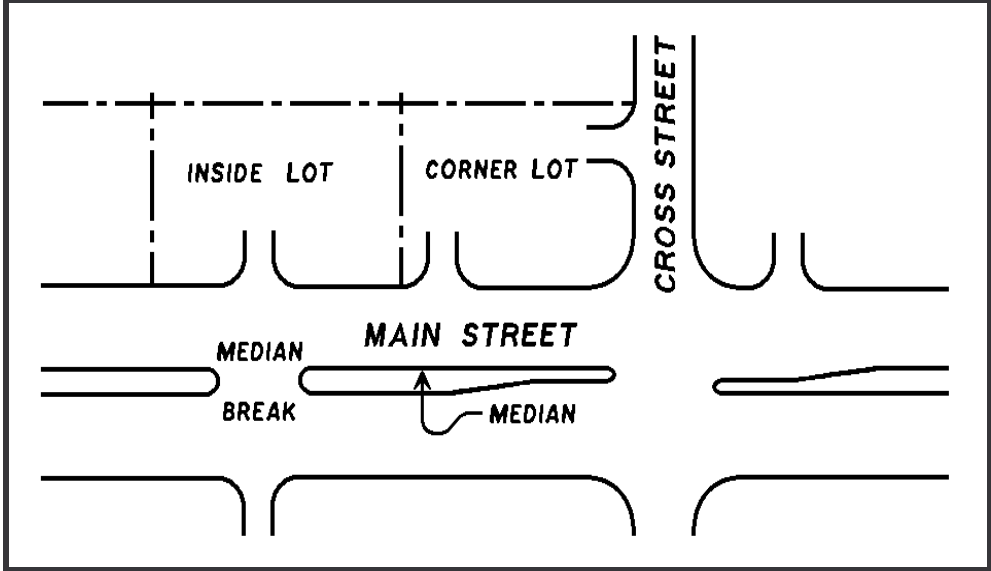 CROSS STREET
INSIDE LOT
CORNER LOT
MAIN STREET
MEDIAN
BREAK
MEDIAN